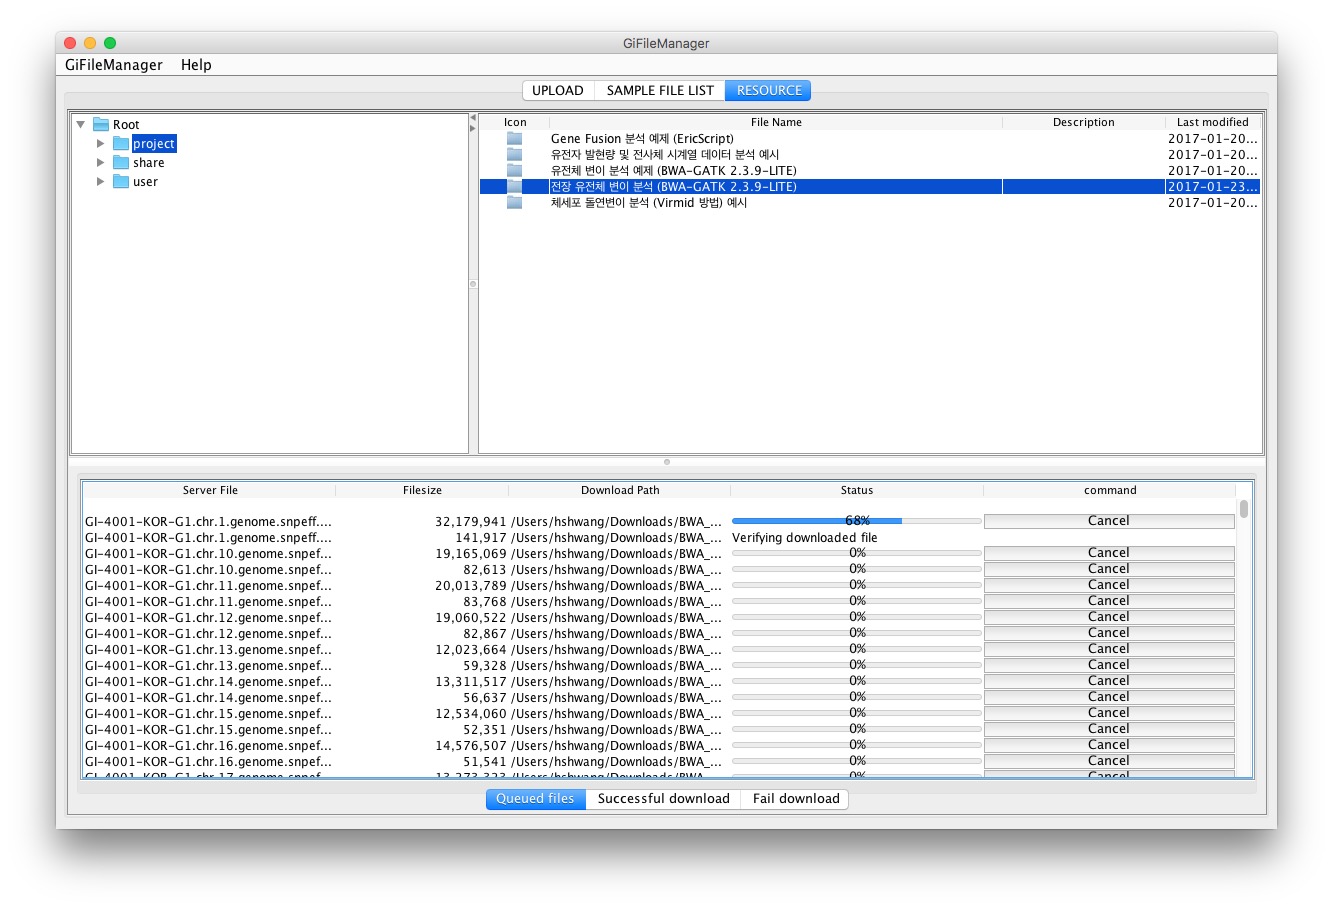 GiFileManager
GiFileManager Help
UPLOAD SAMPLE FILE LIST RESOURCE
Root
project
share
user
Icon File Name Description Last modified
Gene Fusion 분석 예제 (EricScript) 2017-01-20...
유전자 발현량 및 전사체 시계열 데이터 분석 예시 2017-01-20...
유전체 변이 분석 예제 (BWA-GATK 2.3.9-LITE) 2017-01-20...
전장 유전체 변이 분석 (BWA-GATK 2.3.9-LITE) 2017-01-23...
체세포 돌연변이 분석 (Virmid 방법) 예시 2017-01-20...
Server File Filesize Download Path Status command
GI-4001-KOR-G1.chr.1.genome.snpeff.... 32,179,941 /Users/hshwang/Downloads/BWA_... 68% Cancel
GI-4001-KOR-G1.chr.1.genome.snpeff.... 141,917 /Users/hshwang/Downloads/BWA_... Verifying downloaded file
GI-4001-KOR-G1.chr.10.genome.snpef... 19,165,069 /Users/hshwang/Downloads/BWA_... 0% Cancel
GI-4001-KOR-G1.chr.10.genome.snpef... 82,613 /Users/hshwang/Downloads/BWA_... 0% Cancel
GI-4001-KOR-G1.chr.11.genome.snpef... 20,013,789 /Users/hshwang/Downloads/BWA_... 0% Cancel
GI-4001-KOR-G1.chr.11.genome.snpef... 83,768 /Users/hshwang/Downloads/BWA_... 0% Cancel
GI-4001-KOR-G1.chr.12.genome.snpef... 19,060,522 /Users/hshwang/Downloads/BWA_... 0% Cancel
GI-4001-KOR-G1.chr.12.genome.snpef... 82,867 /Users/hshwang/Downloads/BWA_... 0% Cancel
GI-4001-KOR-G1.chr.13.genome.snpef... 12,023,664 /Users/hshwang/Downloads/BWA_... 0% Cancel
GI-4001-KOR-G1.chr.13.genome.snpef... 59,328 /Users/hshwang/Downloads/BWA_... 0% Cancel
GI-4001-KOR-G1.chr.14.genome.snpef... 13,311,517 /Users/hshwang/Downloads/BWA_... 0% Cancel
GI-4001-KOR-G1.chr.14.genome.snpef... 56,637 /Users/hshwang/Downloads/BWA_... 0% Cancel
GI-4001-KOR-G1.chr.15.genome.snpef... 12,534,060 /Users/hshwang/Downloads/BWA_... 0% Cancel
GI-4001-KOR-G1.chr.15.genome.snpef... 52,351 /Users/hshwang/Downloads/BWA_... 0% Cancel
GI-4001-KOR-G1.chr.16.genome.snpef... 14,576,507 /Users/hshwang/Downloads/BWA_... 0% Cancel
GI-4001-KOR-G1.chr.16.genome.snpef... 51,541 /Users/hshwang/Downloads/BWA_... 0% Cancel
GI-4001-KOR-G1.chr.17.genome.snpef... 13,273,323 /Users/hshwang/Downloads/BWA_... 0% Cancel
Queued files Successful download Fail download